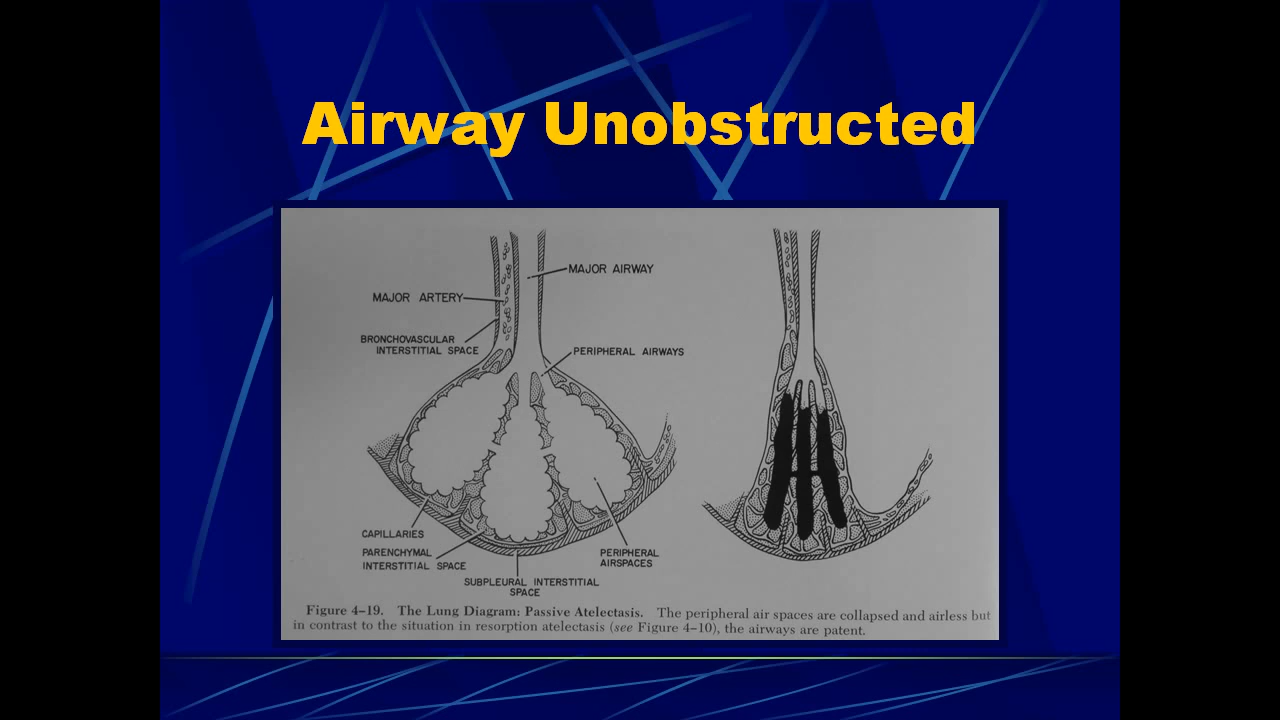 Airway Unobstructed
MAJOR AIRWAY
MAJOR ARTERY
BRONCHOVASCULAR
INTERSTITIAL SPACE
PERIPHERAL AIRWAYS
CAPILLARIES
PARENCHYMAL
INTERSTITIAL SPACE
PERIPHERAL
AIRSPACES
SUBPLEURAL INTERSTITIAL
SPACE
Figure 4–19. The Lung Diagram: Passive Atelectasis. The peripheral air spaces are collapsed and airless but
in contrast to the situation in resorption atelectasis (see Figure 4–10), the airways are patent.